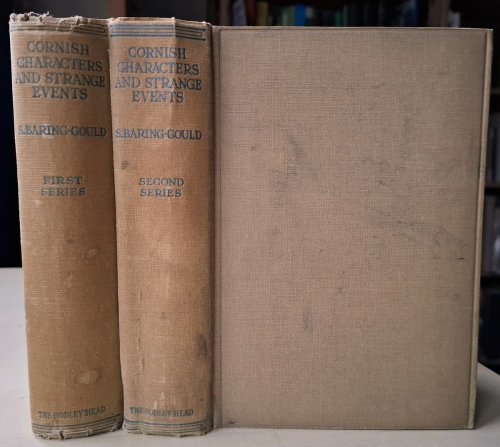 CORNISH
CHARACTERS
AND STRANGE
EVENTS
S.BARING-GOULD
FIRST
SERIES
THE BODLEY HEAD
CORNISH
CHARACTERS
AND STRANGE
EVENTS
S.BARING-GOULD
SECOND
SERIES
THE BODLEY HEAD